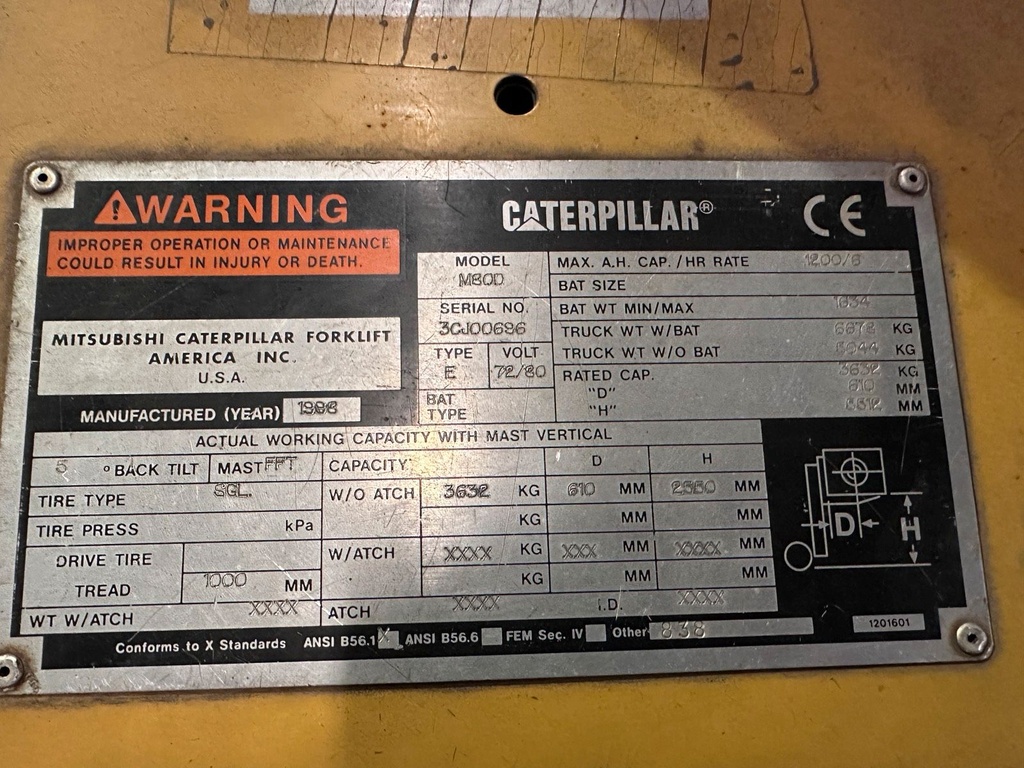 WARNING
IMPROPER OPERATION OR MAINTENANCE
COULD RESULT IN INJURY OR DEATH.
MITSUBISHI CATERPILLAR FORKLIFT
AMERICA INC.
U.S.A.
MANUFACTURED (YEAR)
CATERPILLAR® CE
MODEL M80D
SERIAL NO. 3CJ00696
TYPE E VOLT 72/80
BAT TYPE
MAX. A.H. CAP. /HR RATE 1200/6
BAT SIZE
BAT WT MIN/MAX 1634
TRUCK WT W/BAT KG
TRUCK WT W/O BAT KG
RATED CAP. 3632 KG
"D" 610 MM
"H" MM
ACTUAL WORKING CAPACITY WITH MAST VERTICAL
5 ° BACK TILT MAST FFT CAPACITY D H
TIRE TYPE SGL. W/O ATCH 3632 KG 610 MM MM
TIRE PRESS kPa KG MM MM
DRIVE TIRE W/ATCH XXXX KG XXX MM XXXX MM
TREAD 1000 MM KG MM MM
WT W/ATCH XXXX ATCH XXXX I.D. XXXX
D H
Conforms to X Standards ANSI B56.1 X ANSI B56.6 FEM Sec. IV Other 838
1201601